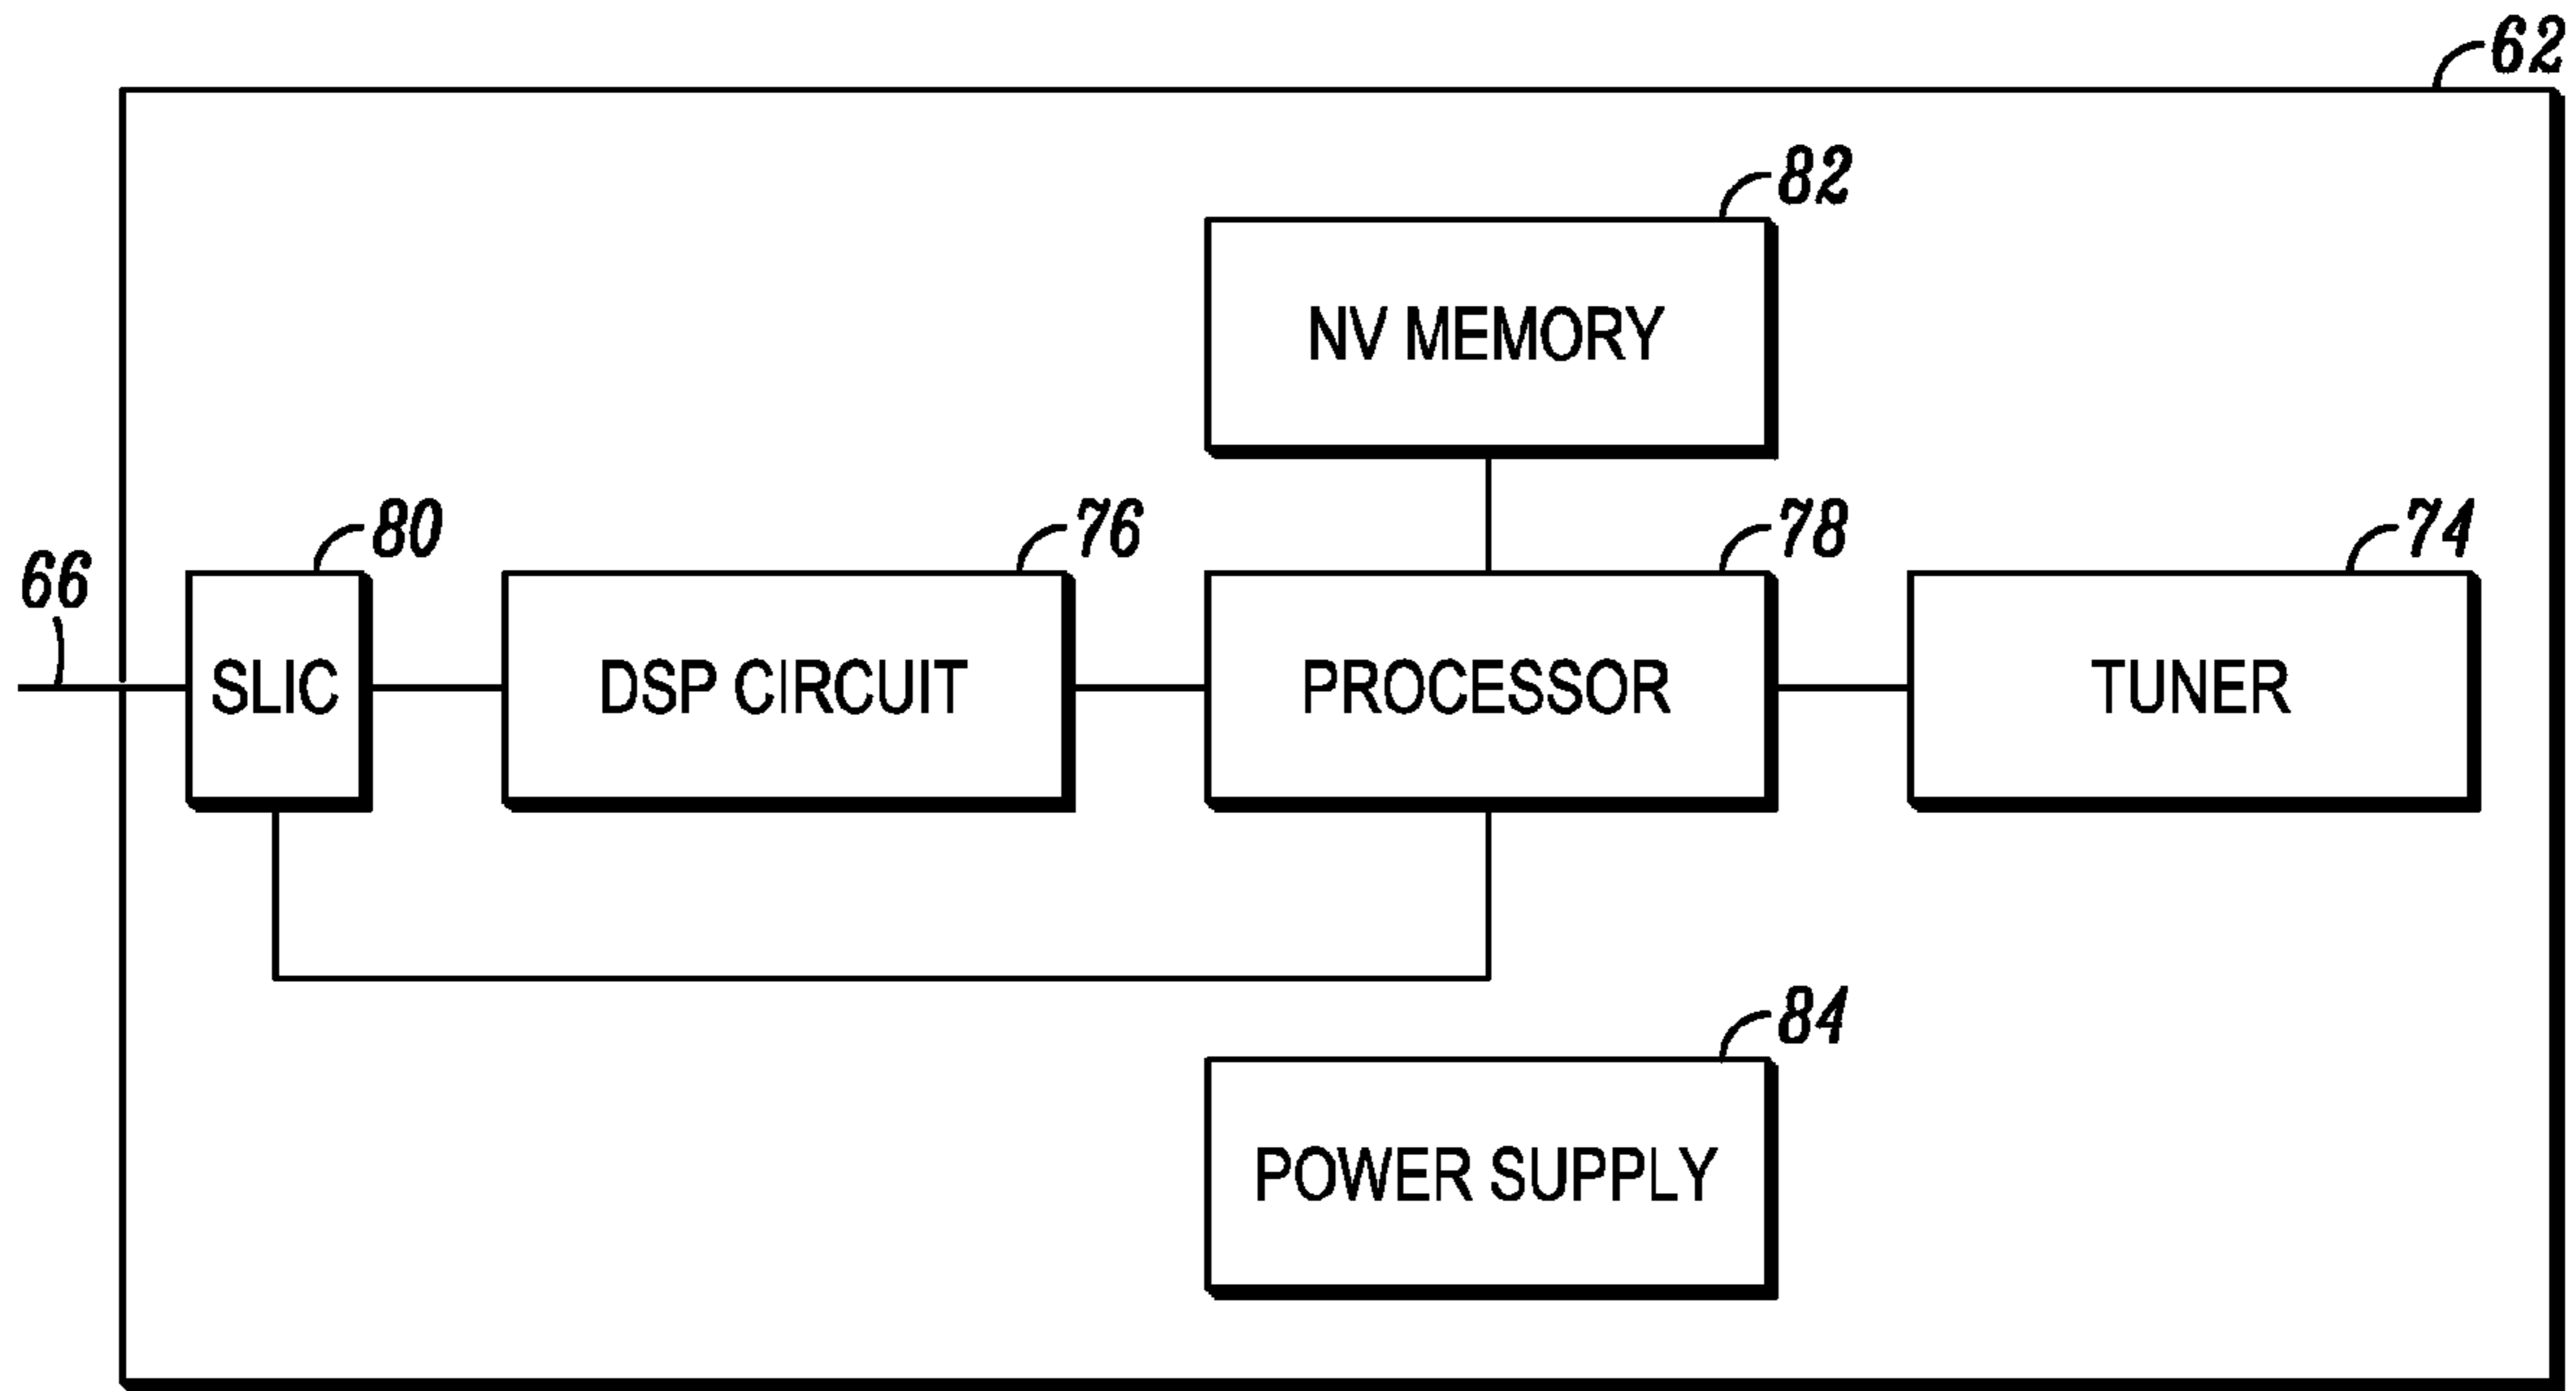 62
82
NV MEMORY
66
80
76
78
74
SLIC
DSP CIRCUIT
PROCESSOR
TUNER
84
POWER SUPPLY